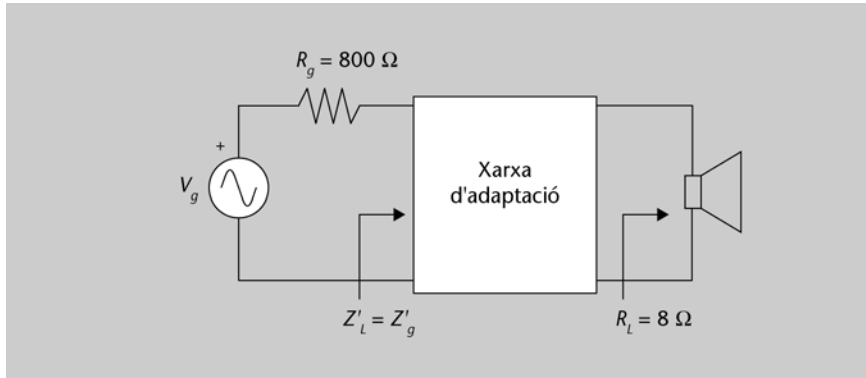 R_g = 800 Ω
+
V_g
Xarxa
d'adaptació
Z'_L = Z'_g
R_L = 8 Ω